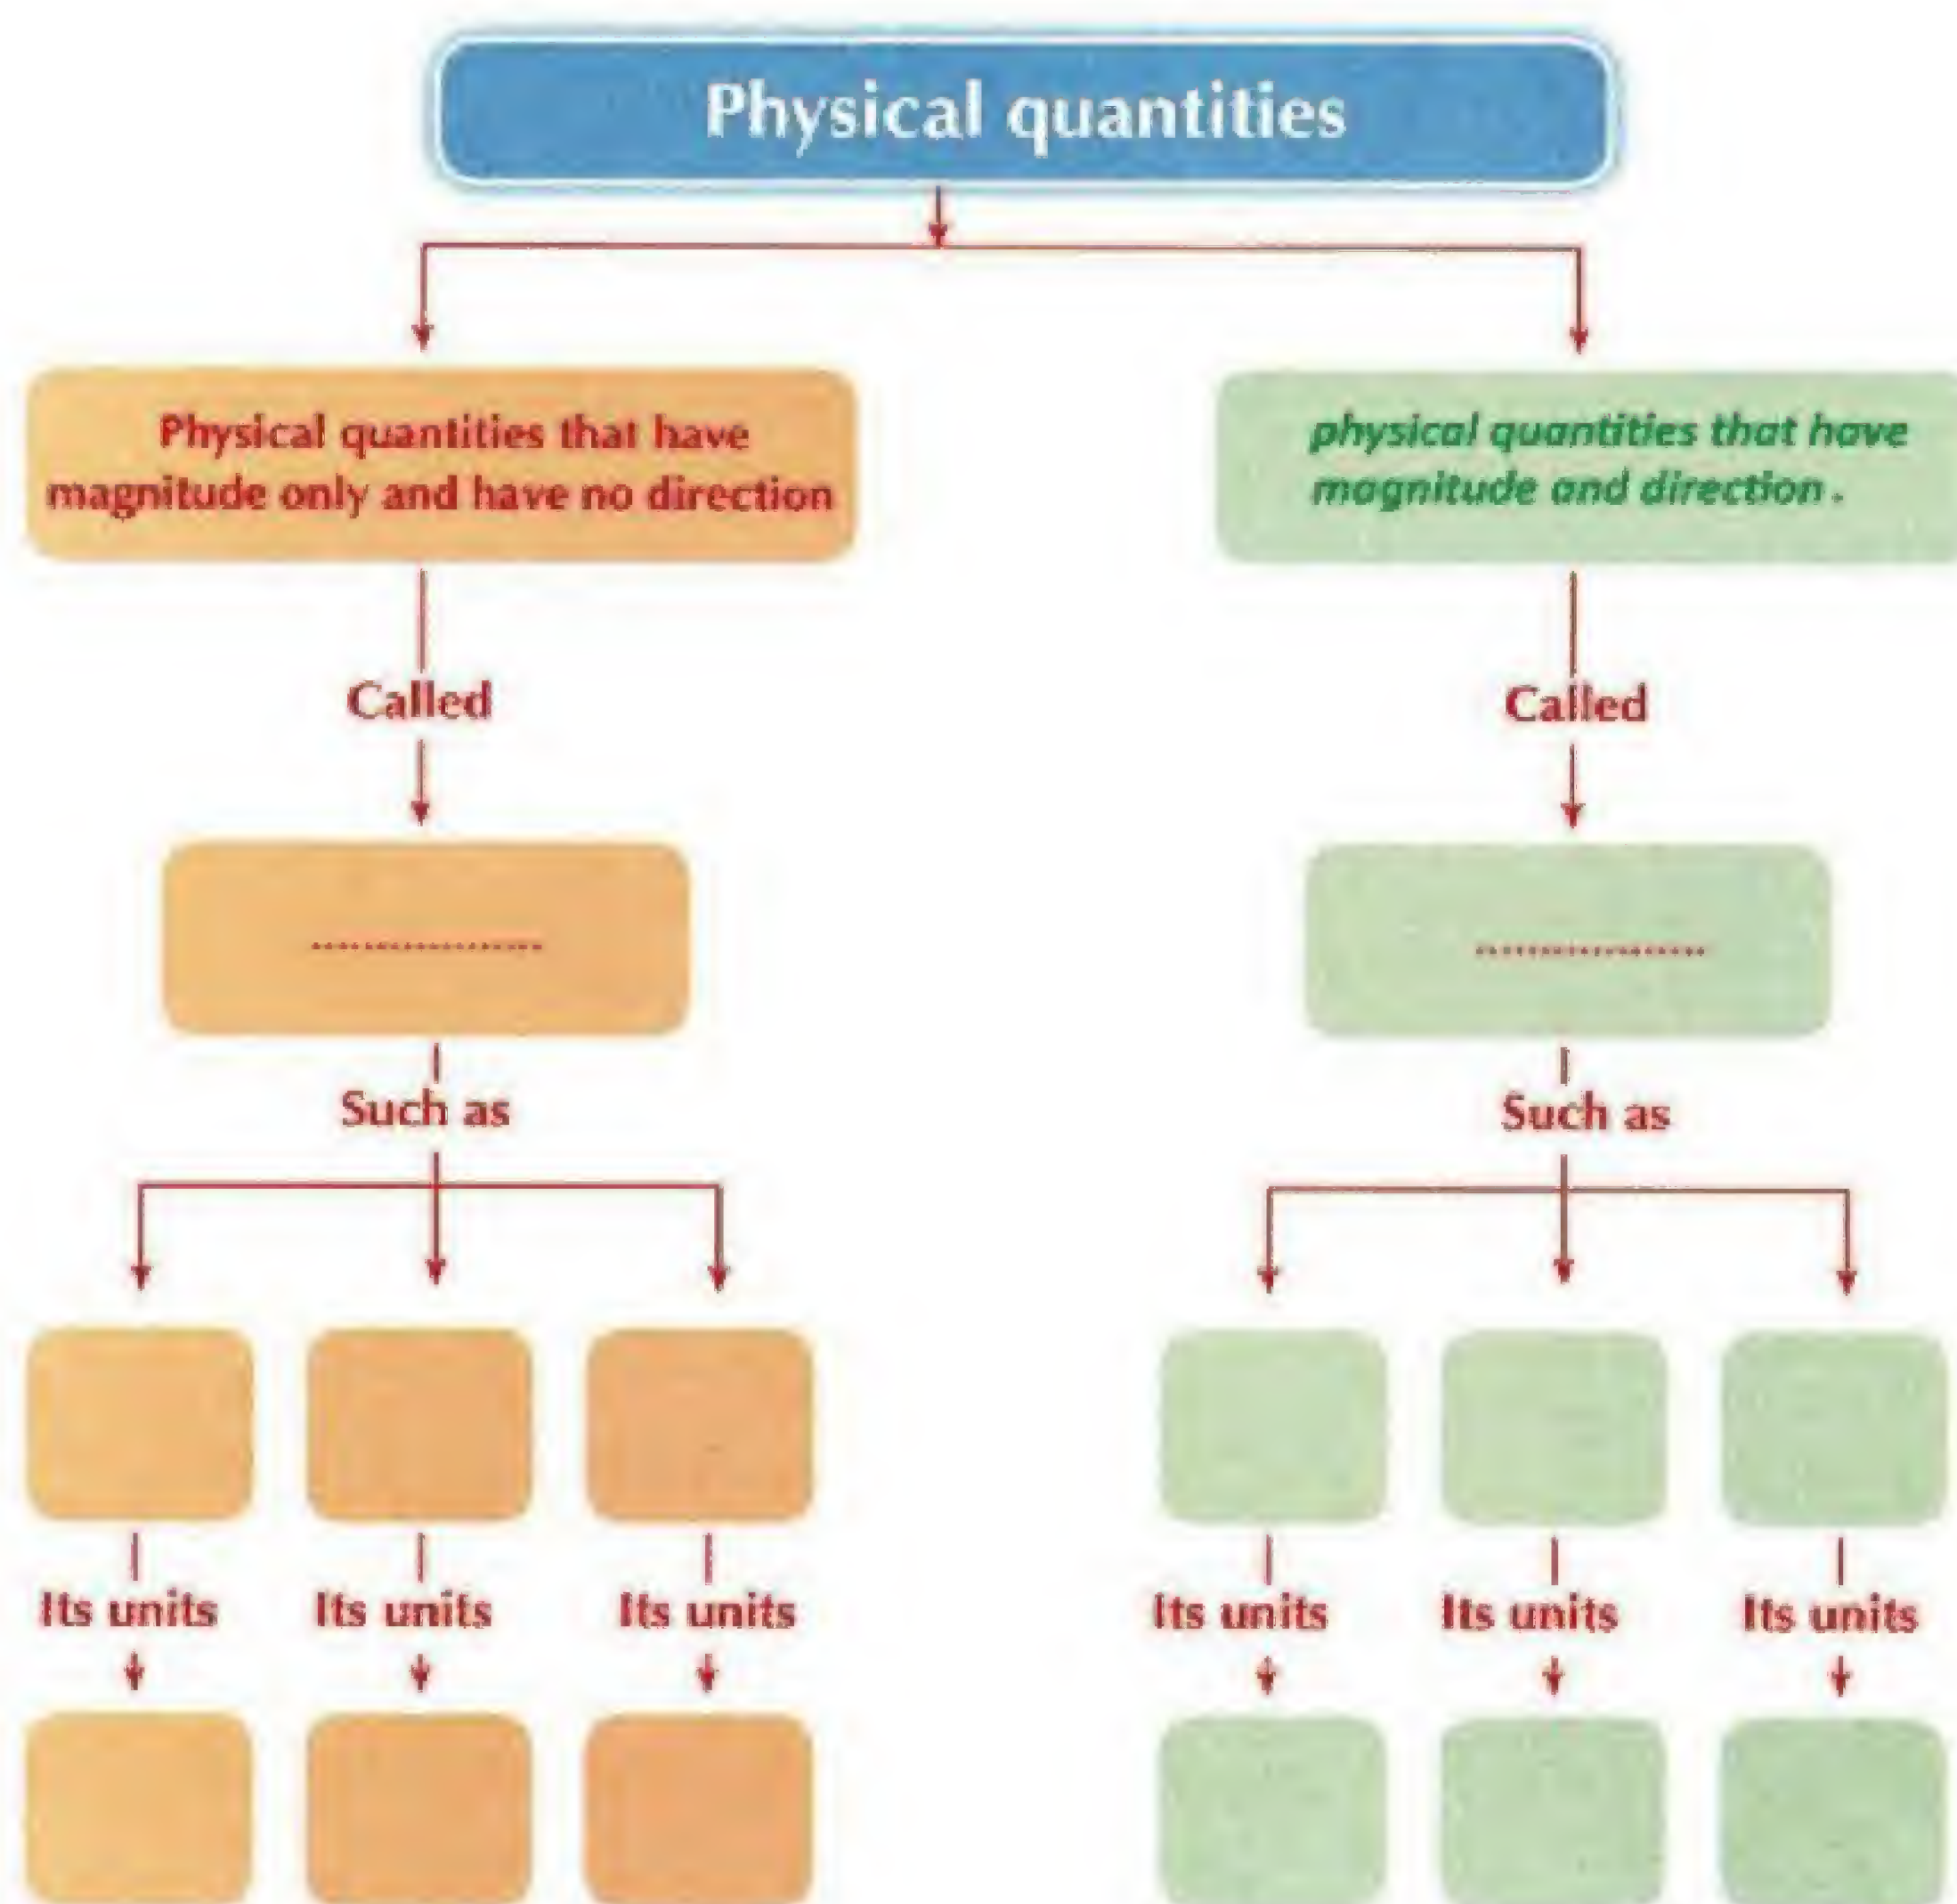 Physical quantities
Physical quantities that have
magnitude only and have no direction
physical quantities that have
magnitude and direction.
Called
Called
Such as
Such as
Its units
Its units
Its units
Its units
Its units
Its units